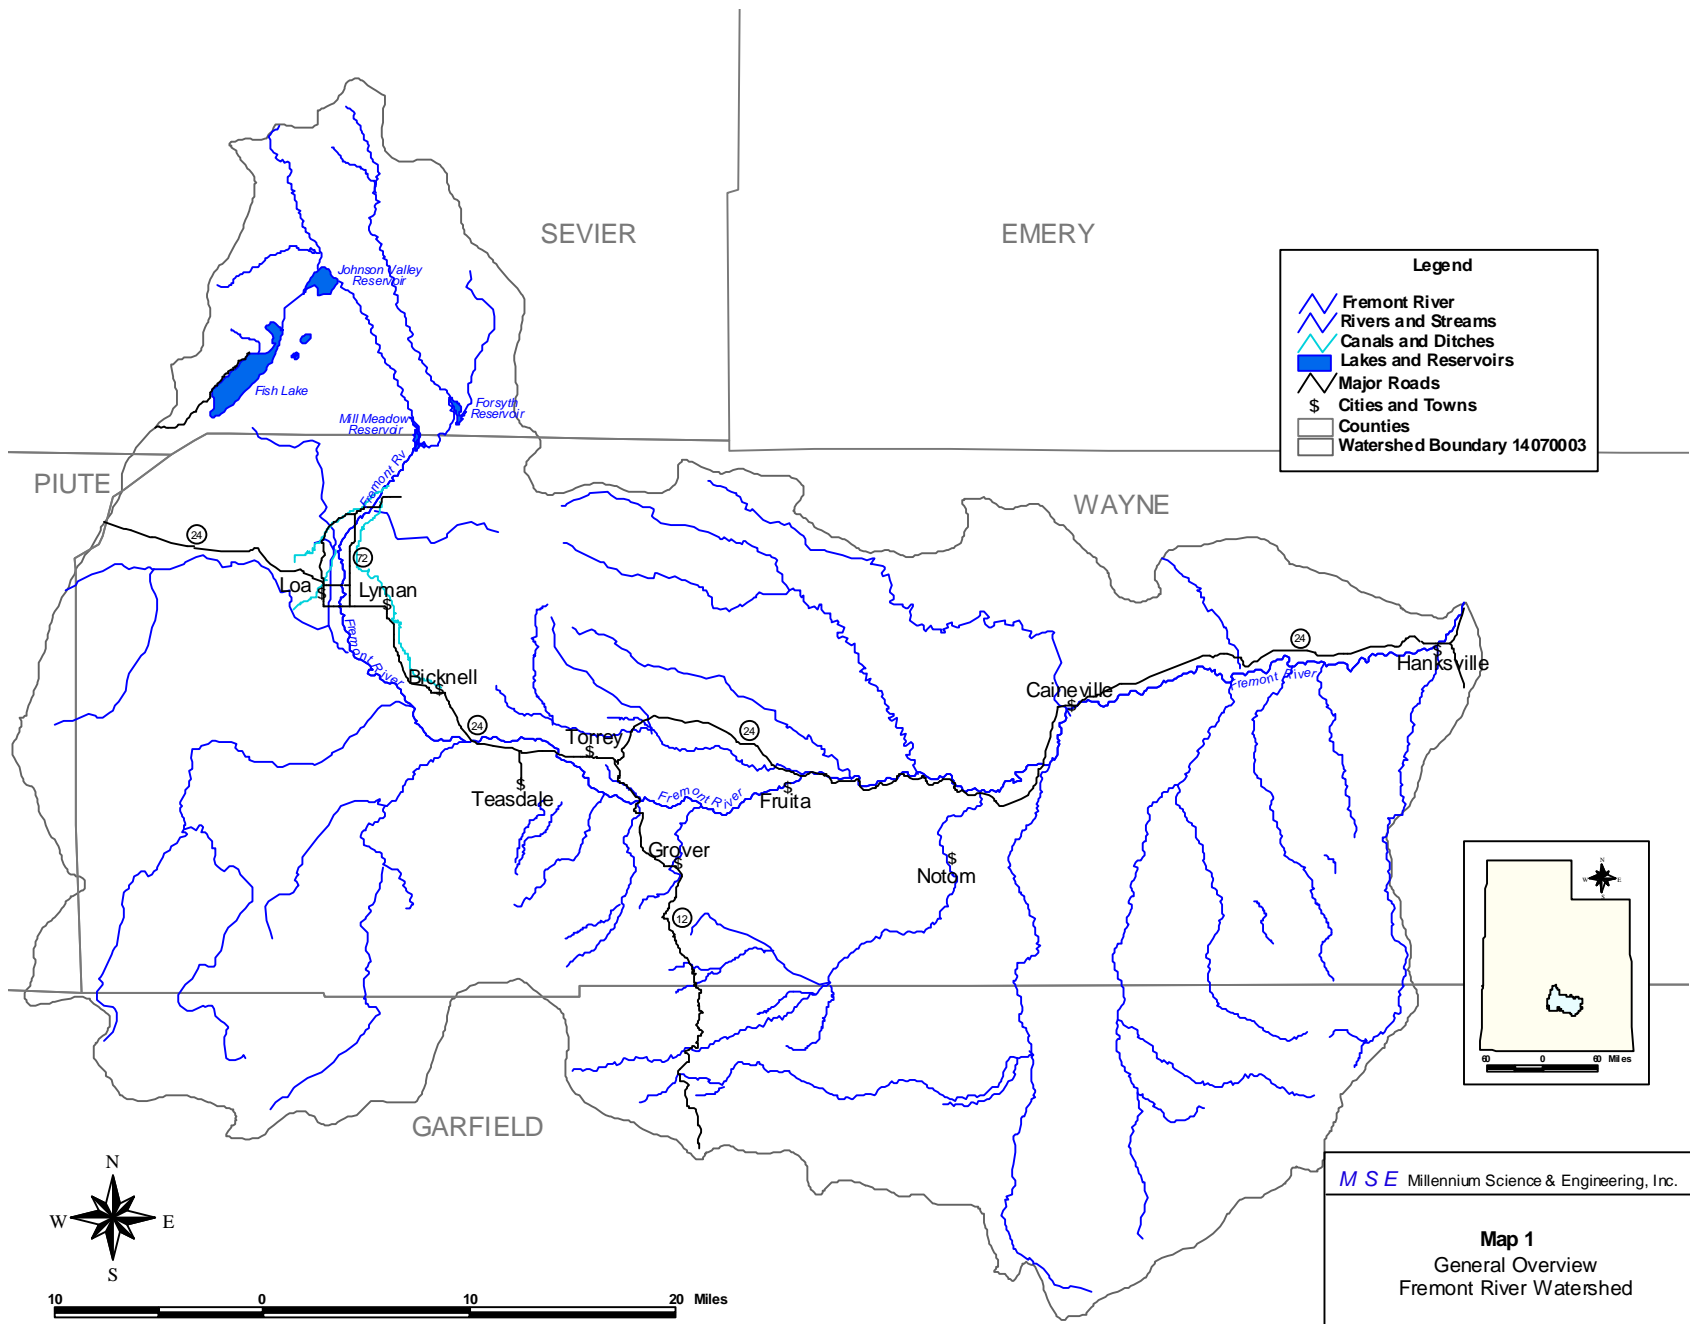 SEVIER
EMERY
Johnson Valley
Reservoir
Legend
Fremont River
Rivers and Streams
Canals and Ditches
Lakes and Reservoirs
Major Roads
$ Cities and Towns
Counties
Watershed Boundary 14070003
Fish Lake
Forsyth
Reservoir
Mill Meadow
Reservoir
PIUTE
Fremont Rv
WAYNE
24
72
Loa
$
Lyman
$
Fremont River
Bicknell
$
24
Torrey
$
24
Teasdale
$
Fremont River
Fruita
$
Caineville
$
24
Fremont River
Hanksville
$
Grover
$
Notom
$
12
GARFIELD
N
W E
S
60 0 60 Miles
N
W E
S
10 0 10 20 Miles
M S E Millennium Science & Engineering, Inc.
Map 1
General Overview
Fremont River Watershed